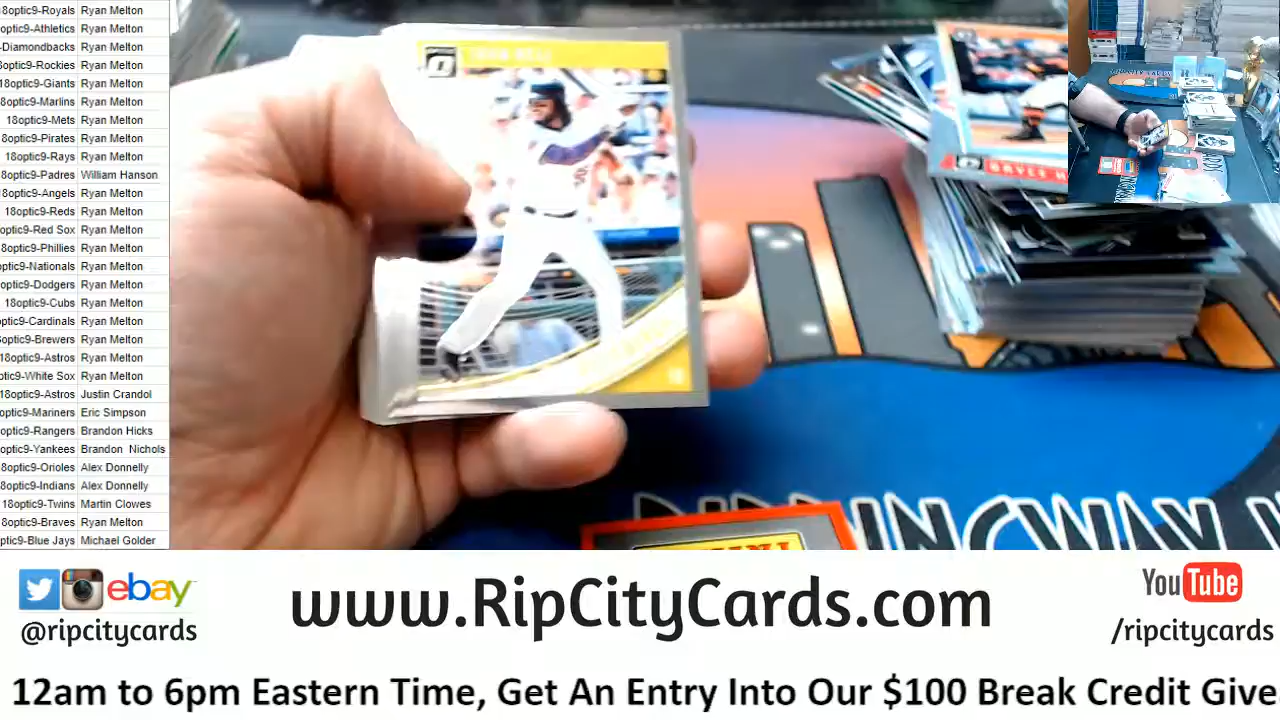 8optic9-Royals Ryan Melton
8optic9-Athletics Ryan Melton
-Diamondbacks Ryan Melton
8optic9-Rockies Ryan Melton
18optic9-Giants Ryan Melton
8optic9-Marlins Ryan Melton
18optic9-Mets Ryan Melton
8optic9-Pirates Ryan Melton
18optic9-Rays Ryan Melton
8optic9-Padres William Hanson
18optic9-Angels Ryan Melton
18optic9-Reds Ryan Melton
8optic9-Red Sox Ryan Melton
8optic9-Phillies Ryan Melton
optic9-Nationals Ryan Melton
ptic9-Dodgers Ryan Melton
18optic9-Cubs Ryan Melton
optic9-Cardinals Ryan Melton
optic9-Brewers Ryan Melton
18optic9-Astros Ryan Melton
optic9-White Sox Ryan Melton
18optic9-Astros Justin Crandol
optic9-Mariners Eric Simpson
optic9-Rangers Brandon Hicks
optic9-Yankees Brandon Nichols
8optic9-Orioles Alex Donnelly
8optic9-Indians Alex Donnelly
18optic9-Twins Martin Clowes
8optic9-Braves Ryan Melton
ptic9-Blue Jays Michael Golder
BRYCE H
ebay
www.RipCityCards.com
YouTube
@ripcitycards
/ripcitycards
12am to 6pm Eastern Time, Get An Entry Into Our $100 Break Credit Give